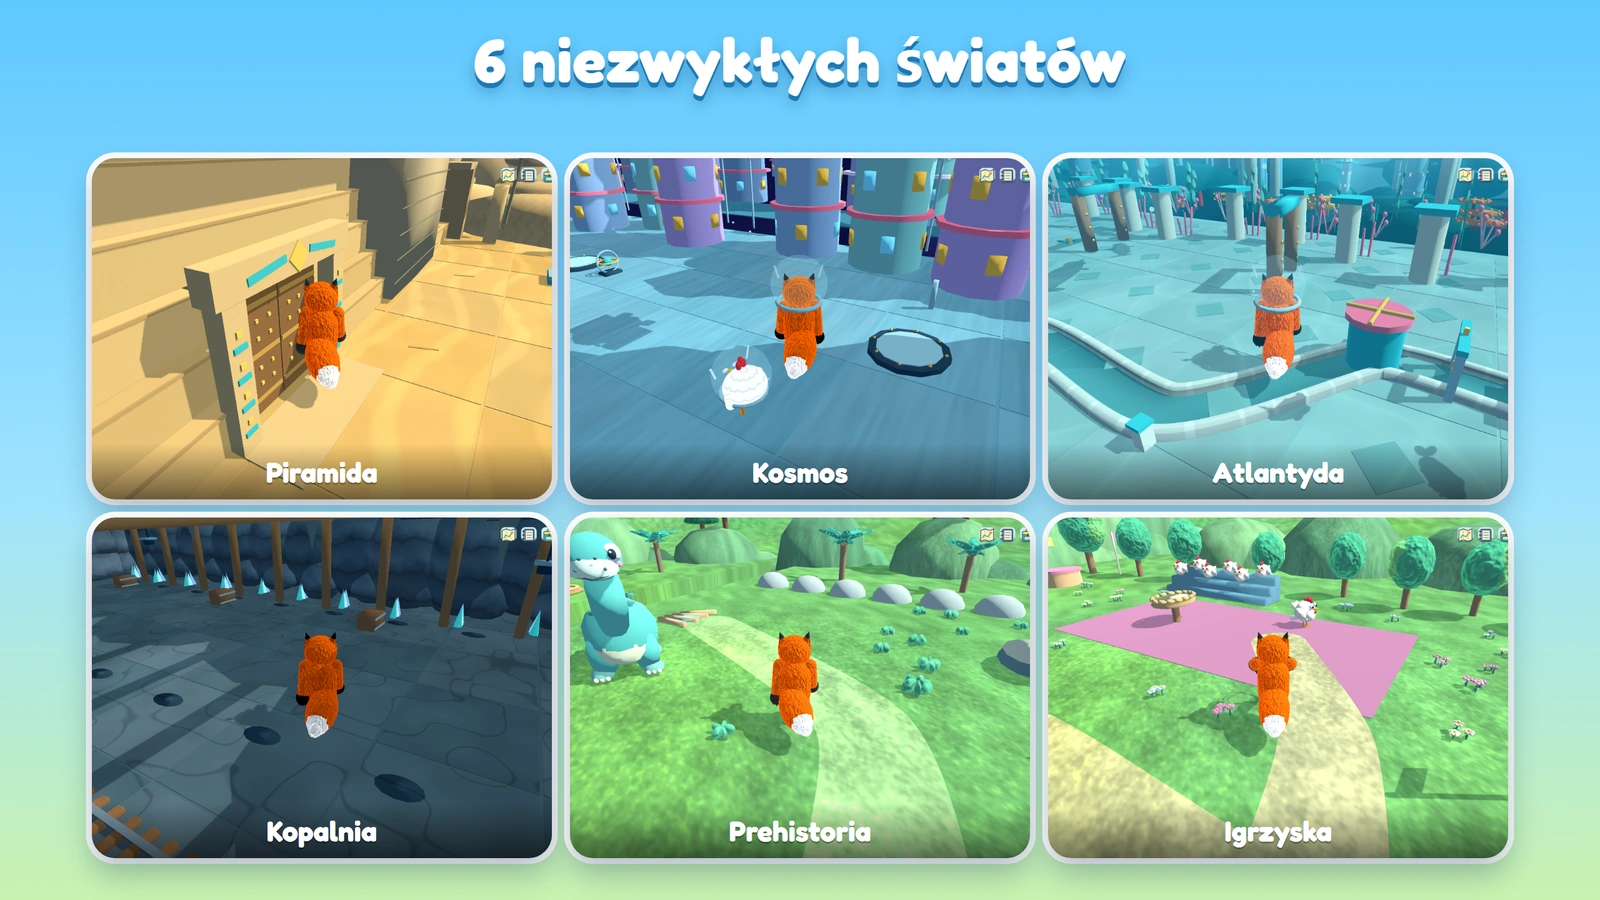 6 niezwykłych światów
Piramida
Kosmos
Atlantyda
Kopalnia
Prehistoria
Igrzyska